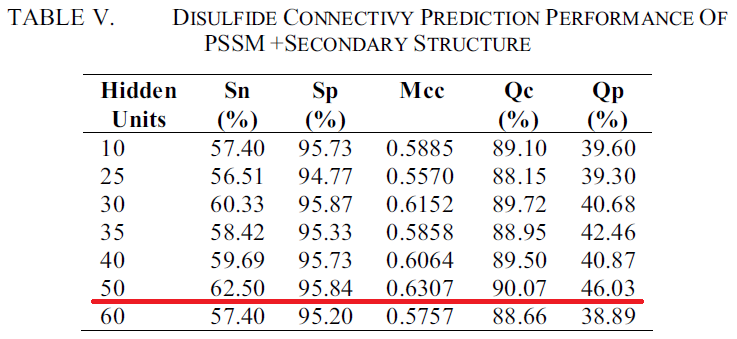 TABLE V. DISULFIDE CONNECTIVY PREDICTION PERFORMANCE OF
PSSM +SECONDARY STRUCTURE
Hidden Units Sn (%) Sp (%) Mcc Qc (%) Qp (%)
10 57.40 95.73 0.5885 89.10 39.60
25 56.51 94.77 0.5570 88.15 39.30
30 60.33 95.87 0.6152 89.72 40.68
35 58.42 95.33 0.5858 88.95 42.46
40 59.69 95.73 0.6064 89.50 40.87
50 62.50 95.84 0.6307 90.07 46.03
60 57.40 95.20 0.5757 88.66 38.89